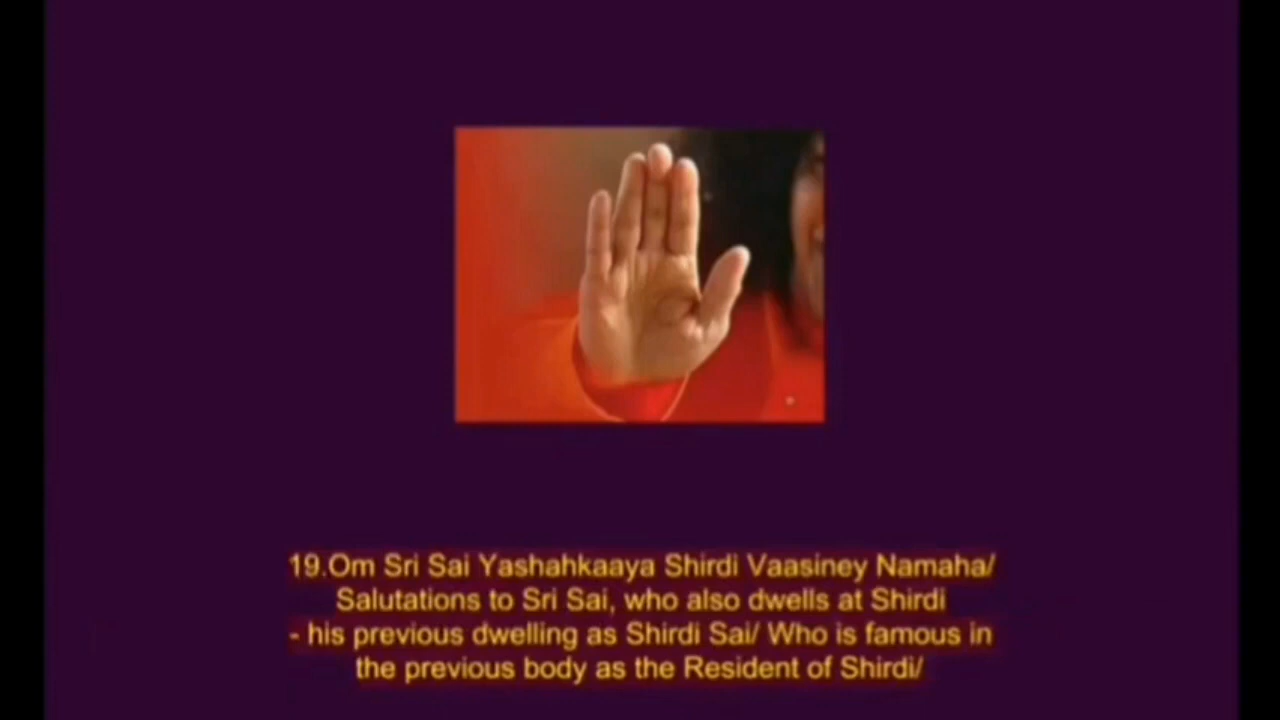 19.Om Sri Sai Yashahkaaya Shirdi Vaasiney Namaha/
Salutations to Sri Sai, who also dwells at Shirdi
- his previous dwelling as Shirdi Sai/ Who is famous in
the previous body as the Resident of Shirdi/